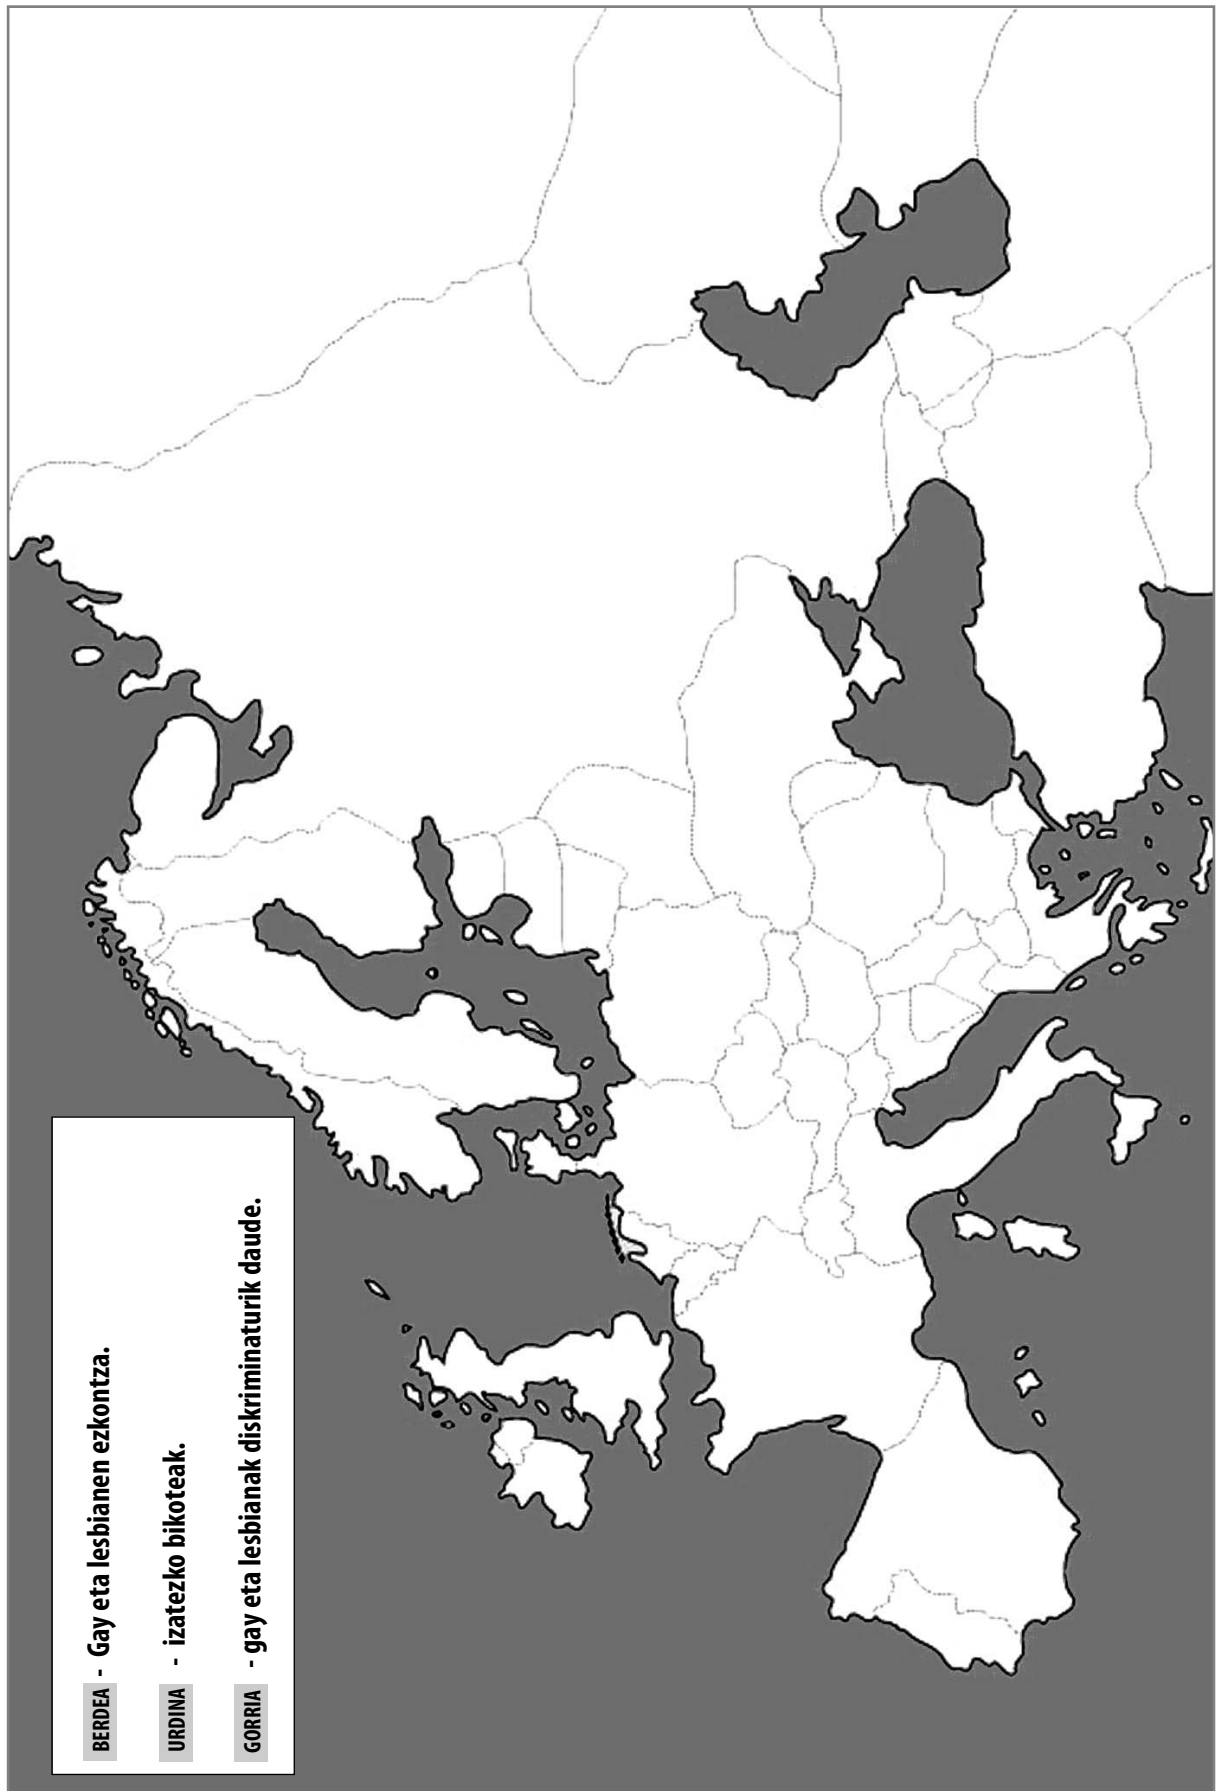 BERDEA - Gay eta lesbianen ezkontza.
URDINA - izatezko bikoteak.
GORRIA - gay eta lesbianak diskriminaturik daude.